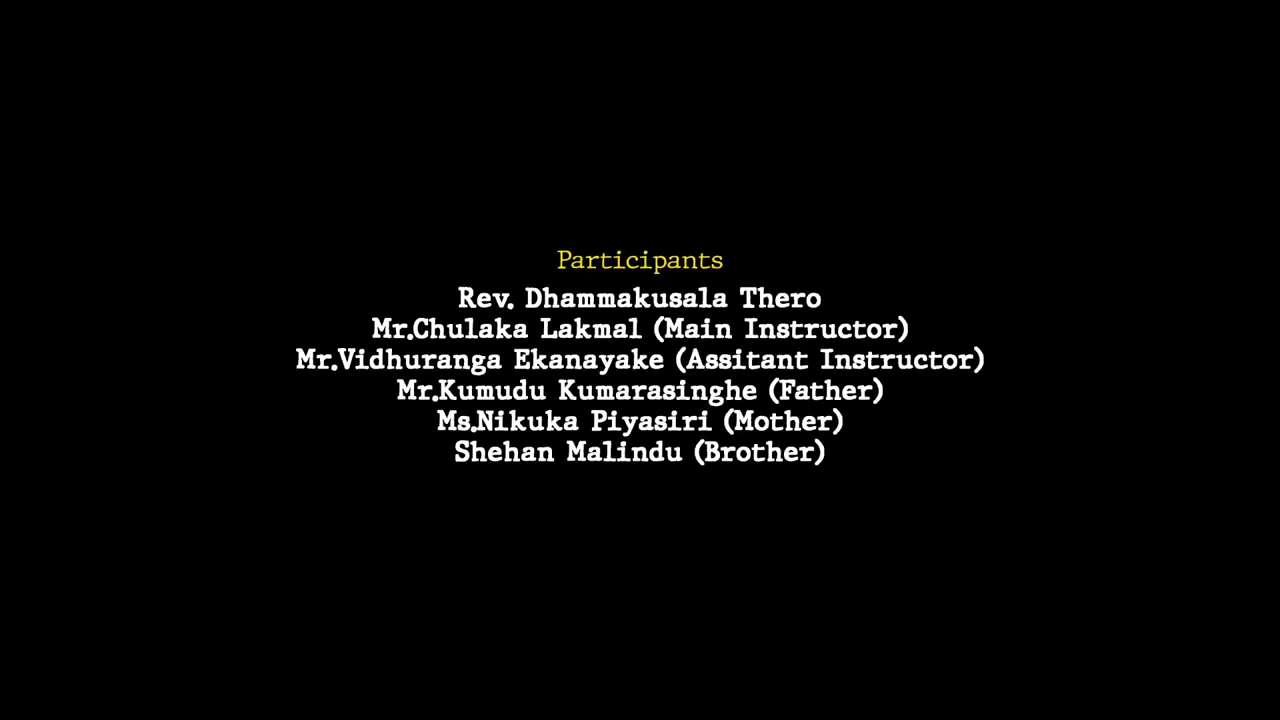 Participants
Rev. Dhammakusala Thero
Mr.Chulaka Lakmal (Main Instructor)
Mr.Vidhuranga Ekanayake (Assitant Instructor)
Mr.Kumudu Kumarasinghe (Father)
Ms.Nikuka Piyasiri (Mother)
Shehan Malindu (Brother)